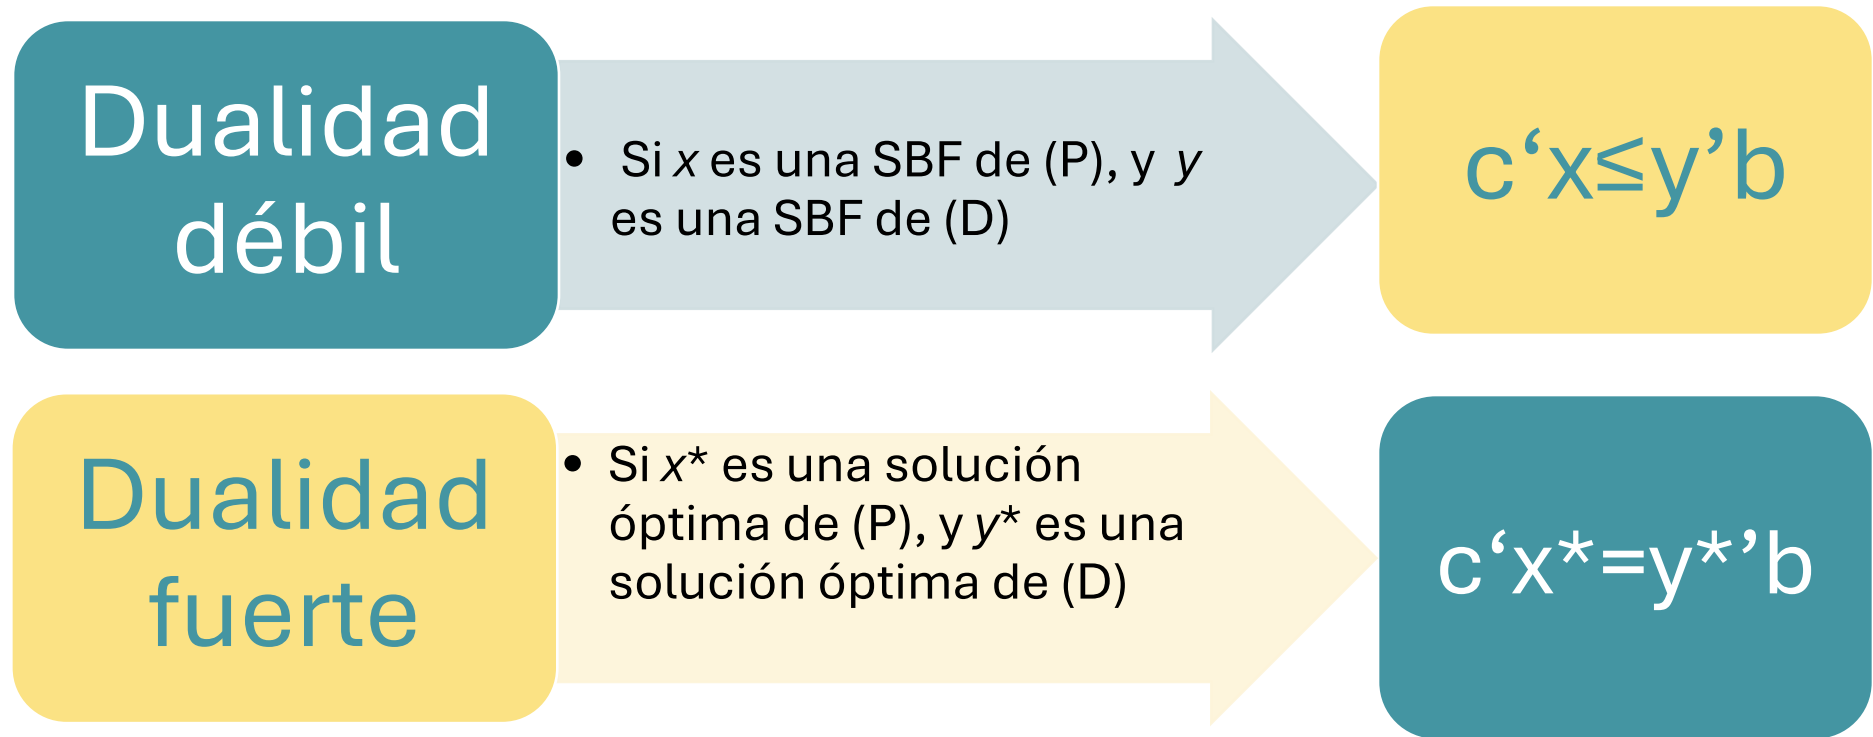 Dualidad
débil
• Si x es una SBF de (P), y y
es una SBF de (D)
c‘x≤y’b
Dualidad
fuerte
• Si x* es una solución
óptima de (P), y y* es una
solución óptima de (D)
c‘x*=y*’b